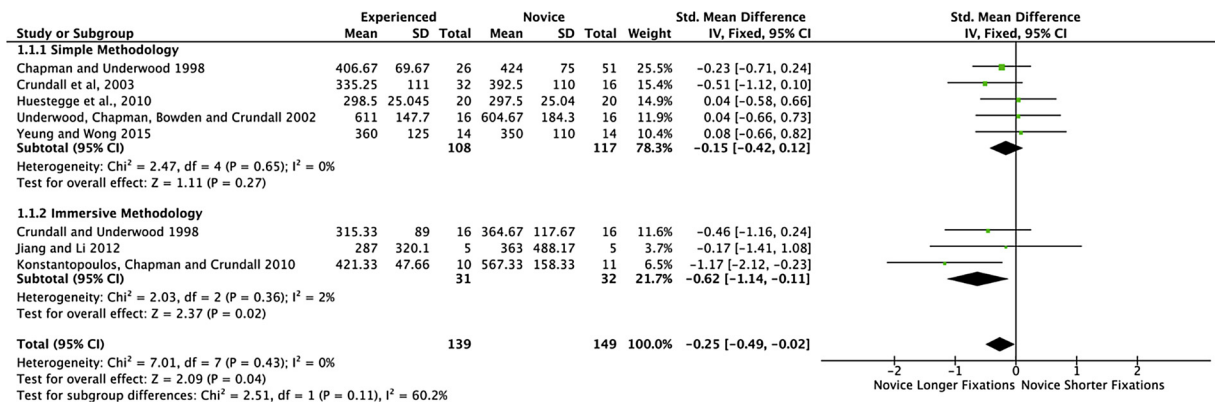 Experienced Novice Std. Mean Difference Std. Mean Difference
Study or Subgroup Mean SD Total Mean SD Total Weight IV, Fixed, 95% CI IV, Fixed, 95% CI
1.1.1 Simple Methodology
Chapman and Underwood 1998 406.67 69.67 26 424 75 51 25.5% -0.23 [-0.71, 0.24]
Crundall et al, 2003 335.25 111 32 392.5 110 16 15.4% -0.51 [-1.12, 0.10]
Huestegge et al., 2010 298.5 25.045 20 297.5 25.04 20 14.9% 0.04 [-0.58, 0.66]
Underwood, Chapman, Bowden and Crundall 2002 611 147.7 16 604.67 184.3 16 11.9% 0.04 [-0.66, 0.73]
Yeung and Wong 2015 360 125 14 350 110 14 10.4% 0.08 [-0.66, 0.82]
Subtotal (95% CI) 108 117 78.3% -0.15 [-0.42, 0.12]
Heterogeneity: Chi² = 2.47, df = 4 (P = 0.65); I² = 0%
Test for overall effect: Z = 1.11 (P = 0.27)
1.1.2 Immersive Methodology
Crundall and Underwood 1998 315.33 89 16 364.67 117.67 16 11.6% -0.46 [-1.16, 0.24]
Jiang and Li 2012 287 320.1 5 363 488.17 5 3.7% -0.17 [-1.41, 1.08]
Konstantopoulos, Chapman and Crundall 2010 421.33 47.66 10 567.33 158.33 11 6.5% -1.17 [-2.12, -0.23]
Subtotal (95% CI) 31 32 21.7% -0.62 [-1.14, -0.11]
Heterogeneity: Chi² = 2.03, df = 2 (P = 0.36); I² = 2%
Test for overall effect: Z = 2.37 (P = 0.02)
Total (95% CI) 139 149 100.0% -0.25 [-0.49, -0.02]
Heterogeneity: Chi² = 7.01, df = 7 (P = 0.43); I² = 0%
Test for overall effect: Z = 2.09 (P = 0.04)
Test for subgroup differences: Chi² = 2.51, df = 1 (P = 0.11), I² = 60.2%
-2 -1 0 1 2
Novice Longer Fixations Novice Shorter Fixations